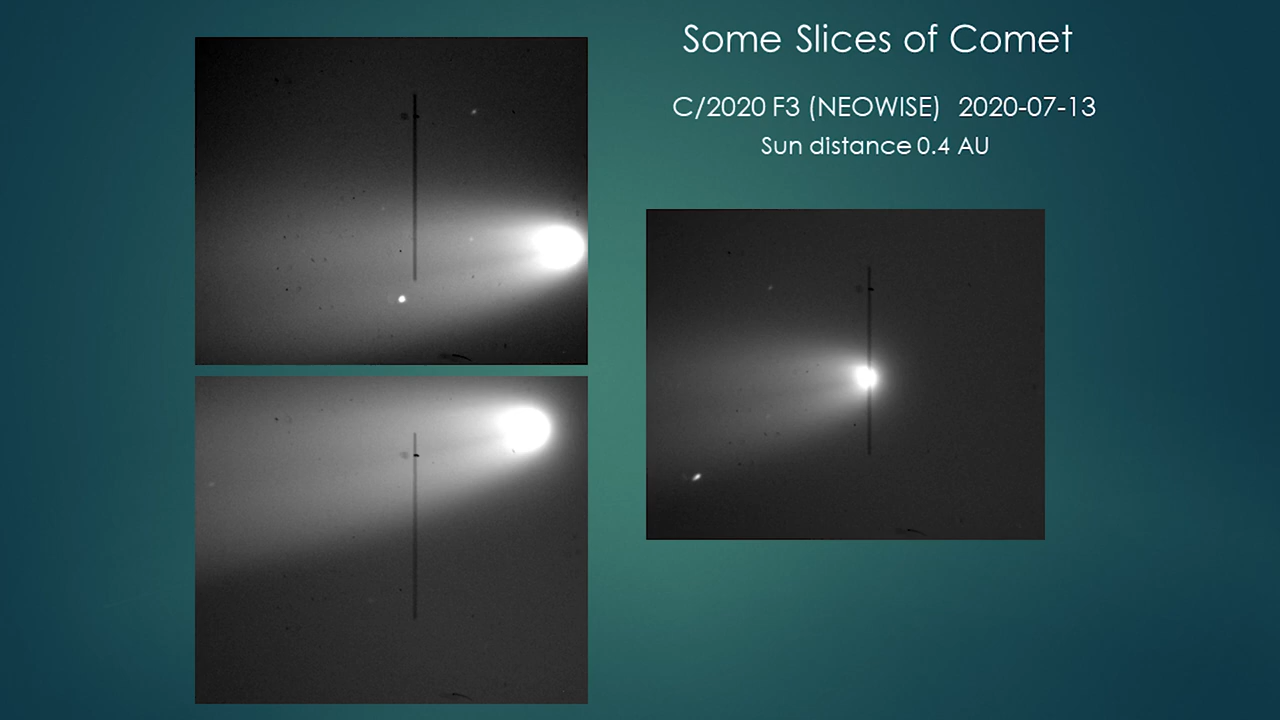 Some Slices of Comet
C/2020 F3 (NEOWISE) 2020-07-13
Sun distance 0.4 AU